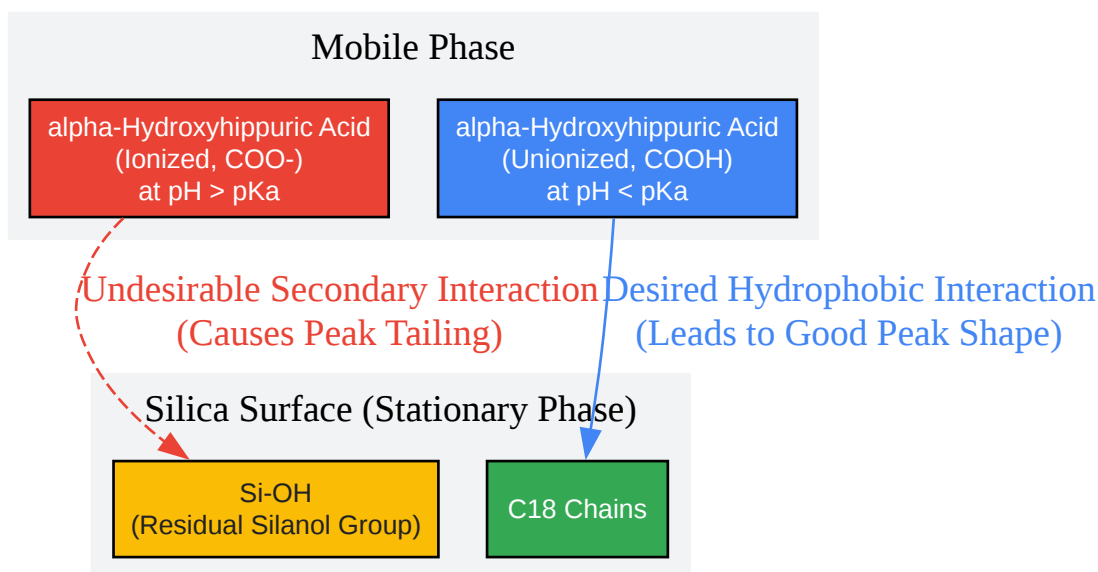 Mobile Phase
alpha-Hydroxyhippuric Acid
(Ionized, COO-)
at pH > pKa
alpha-Hydroxyhippuric Acid
(Unionized, COOH)
at pH < pKa
Undesirable Secondary Interaction
(Causes Peak Tailing)
Desired Hydrophobic Interaction
(Leads to Good Peak Shape)
Silica Surface (Stationary Phase)
Si-OH
(Residual Silanol Group)
C18 Chains